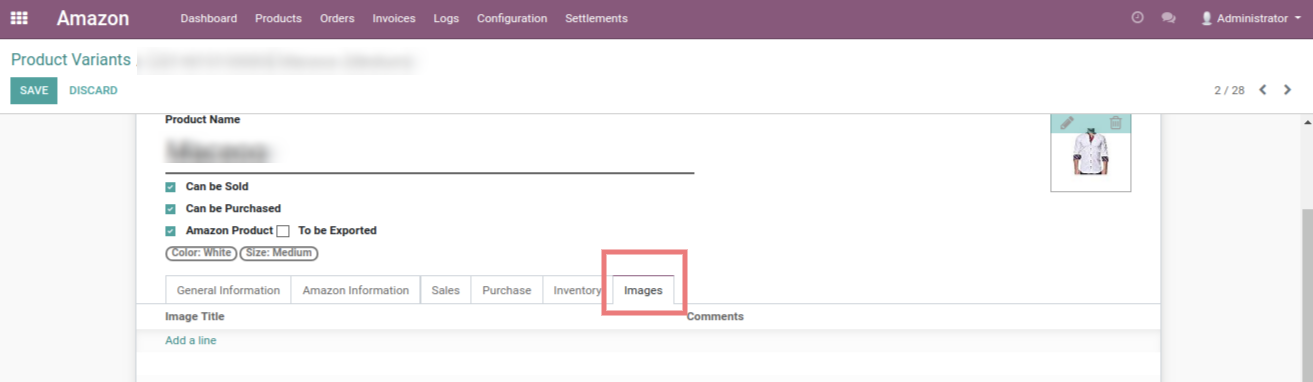 Amazon Dashboard Products Orders Invoices Logs Configuration Settlements Administrator
Product Variants /
SAVE DISCARD 2 / 28
Product Name
Can be Sold
Can be Purchased
Amazon Product To be Exported
Color: White Size: Medium
General Information Amazon Information Sales Purchase Inventory Images
Image Title Comments
Add a line